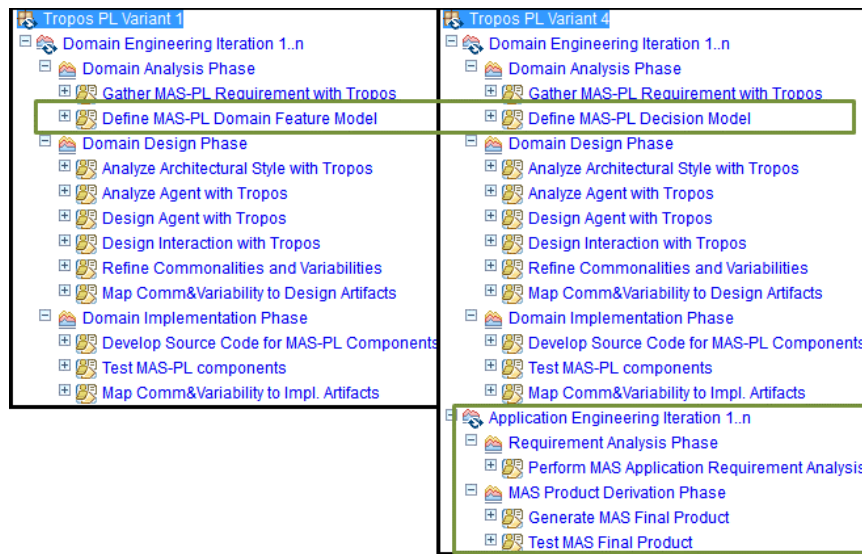 Tropos PL Variant 1
Domain Engineering Iteration 1..n
Domain Analysis Phase
Gather MAS-PL Requirement with Tropos
Define MAS-PL Domain Feature Model
Domain Design Phase
Analyze Architectural Style with Tropos
Analyze Agent with Tropos
Design Agent with Tropos
Design Interaction with Tropos
Refine Commonalities and Variabilities
Map Comm&Variability to Design Artifacts
Domain Implementation Phase
Develop Source Code for MAS-PL Components
Test MAS-PL components
Map Comm&Variability to Impl. Artifacts
Tropos PL Variant 4
Domain Engineering Iteration 1..n
Domain Analysis Phase
Gather MAS-PL Requirement with Tropos
Define MAS-PL Decision Model
Domain Design Phase
Analyze Architectural Style with Tropos
Analyze Agent with Tropos
Design Agent with Tropos
Design Interaction with Tropos
Refine Commonalities and Variabilities
Map Comm&Variability to Design Artifacts
Domain Implementation Phase
Develop Source Code for MAS-PL Components
Test MAS-PL components
Map Comm&Variability to Impl. Artifacts
Application Engineering Iteration 1..n
Requirement Analysis Phase
Perform MAS Application Requirement Analysis
MAS Product Derivation Phase
Generate MAS Final Product
Test MAS Final Product